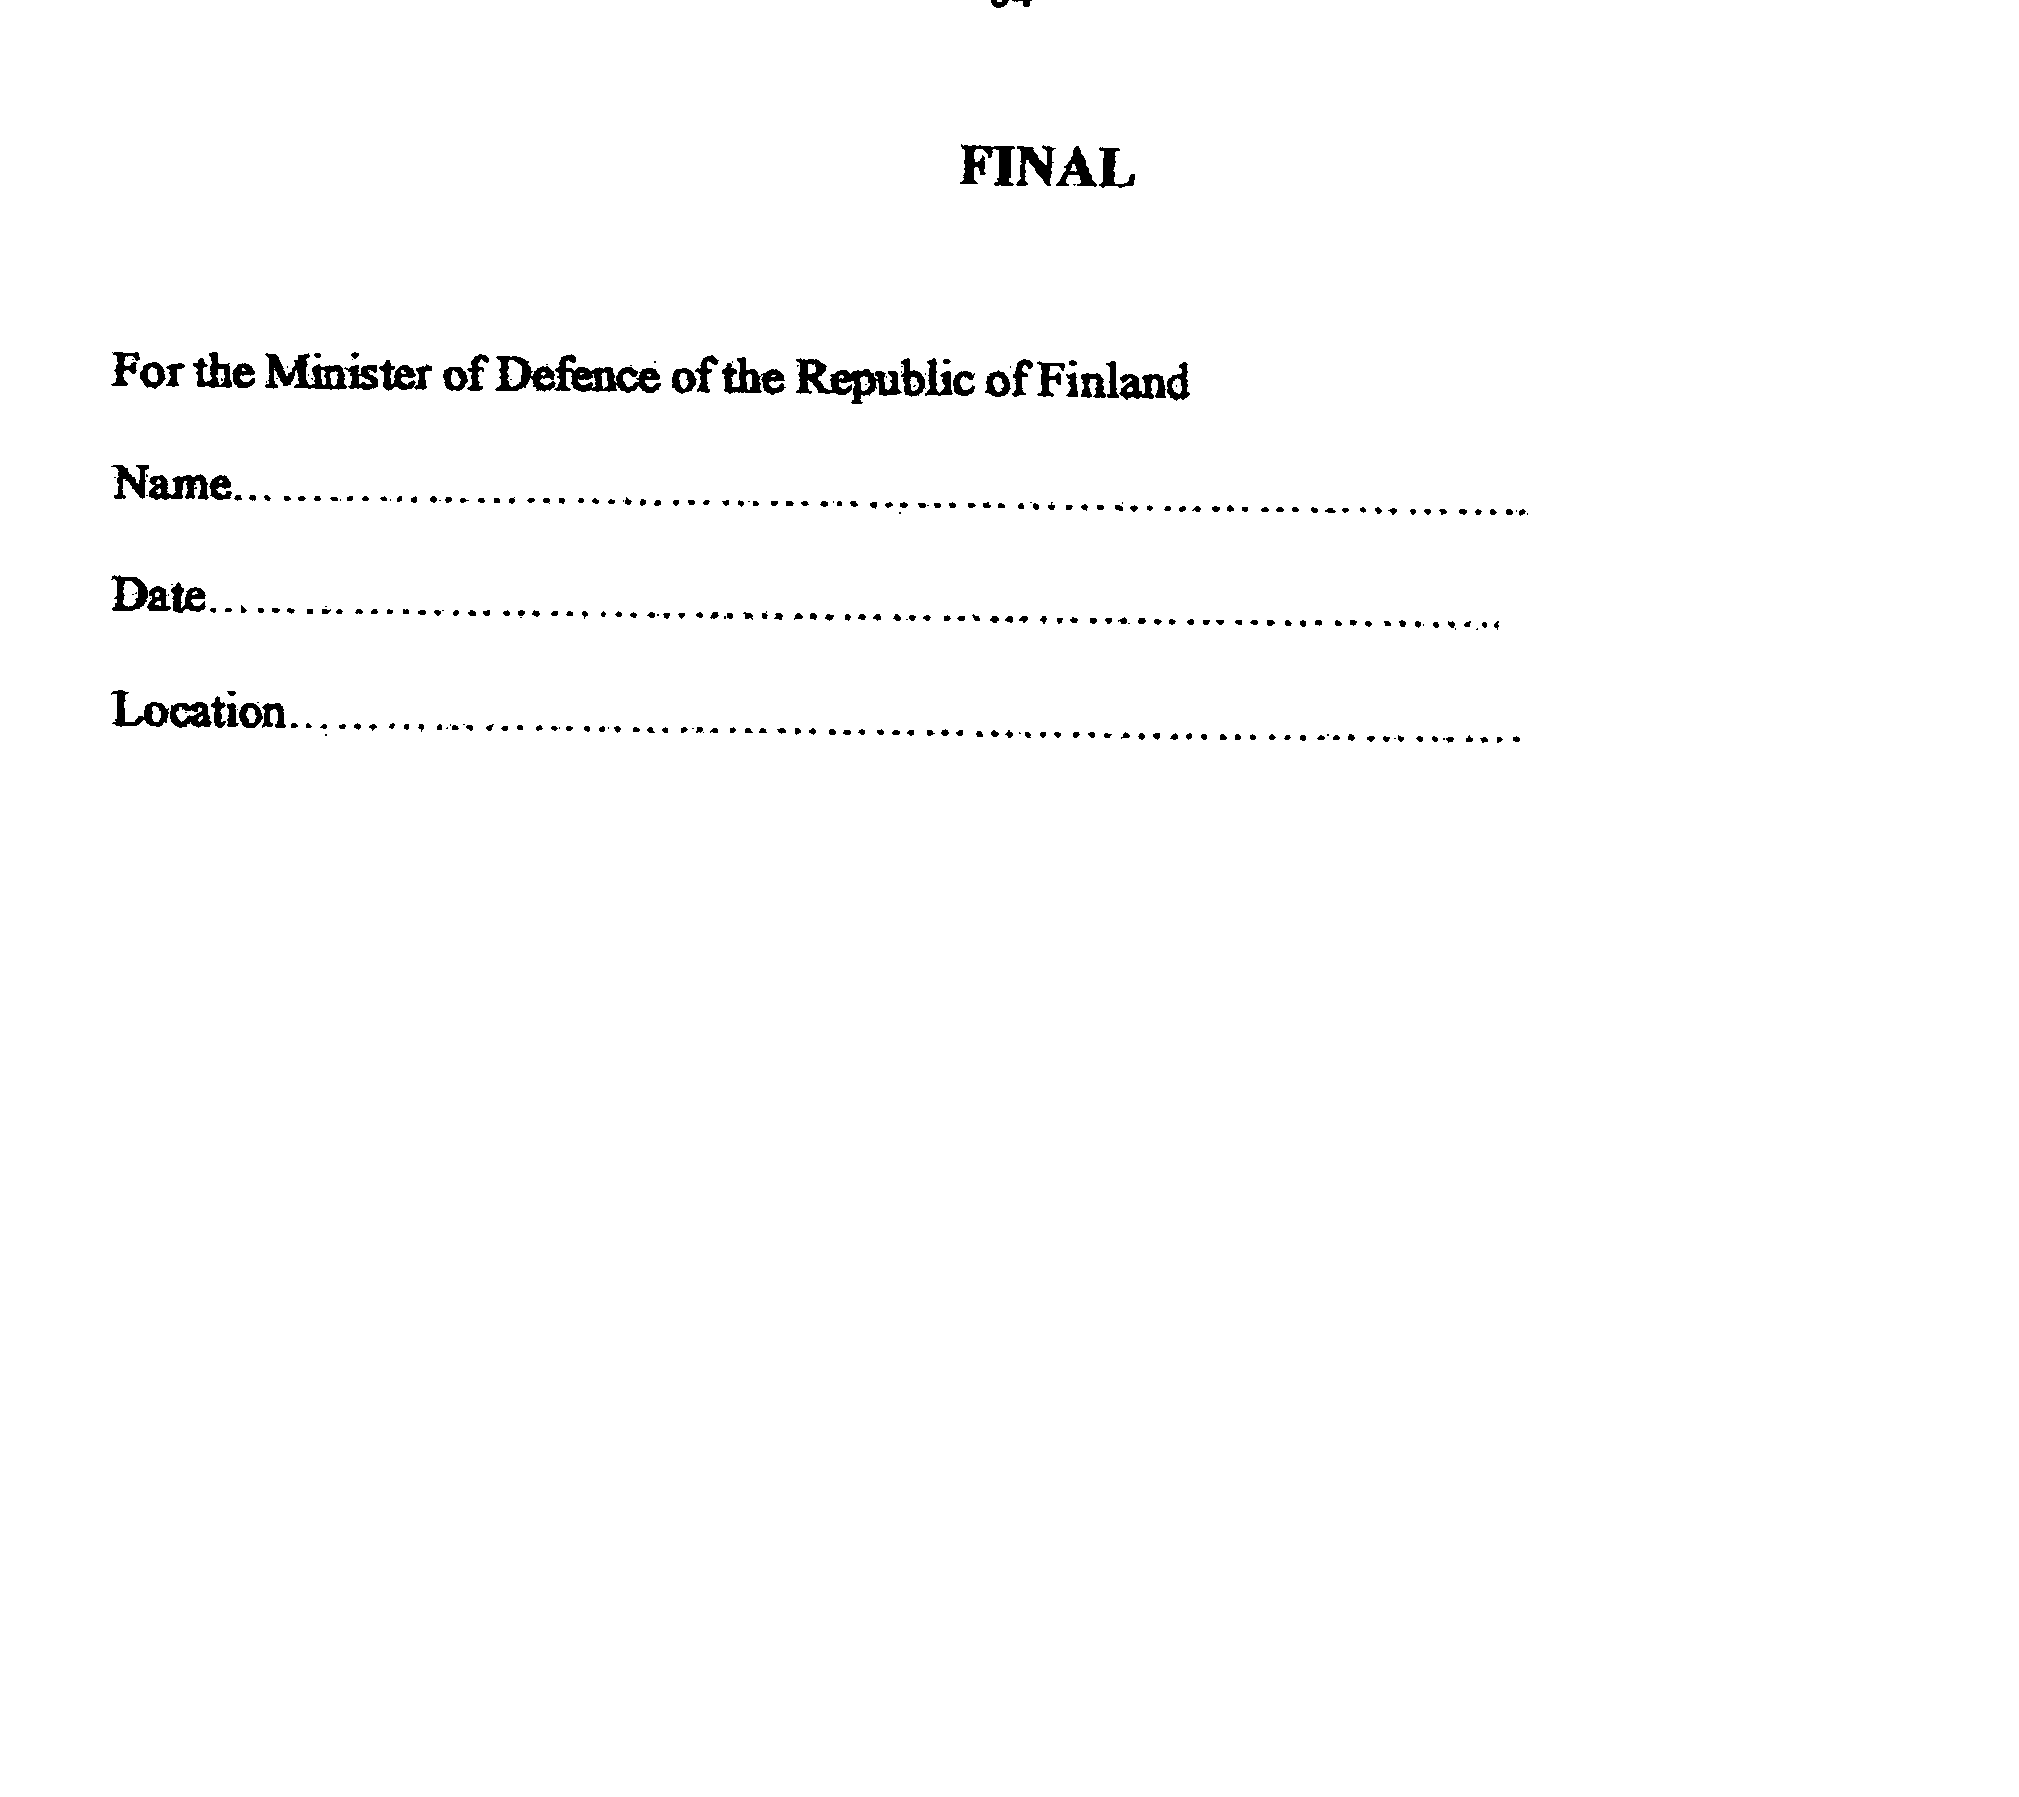 FINAL
For the Minister of Defence of the Republic of Finland
Name................................................................................
Date................................................................................
Location............................................................................